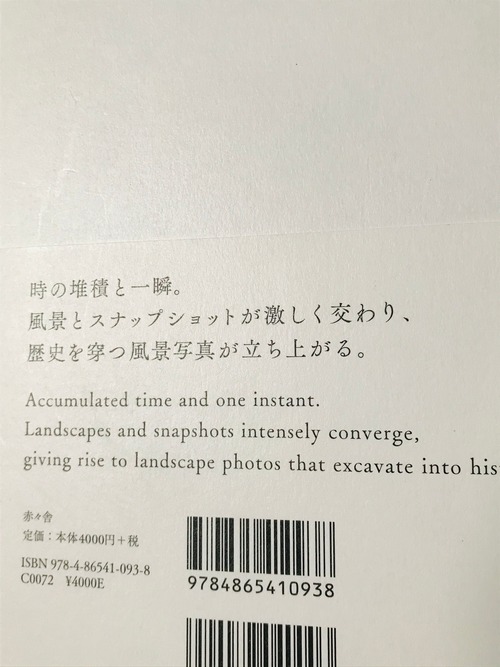 時の堆積と一瞬。
風景とスナップショットが激しく交わり、
歴史を穿つ風景写真が立ち上がる。
Accumulated time and one instant.
Landscapes and snapshots intensely converge,
giving rise to landscape photos that excavate into his
赤々舎
定価：本体4000円＋税
ISBN 978-4-86541-093-8
C0072 ¥4000E
9784865410938